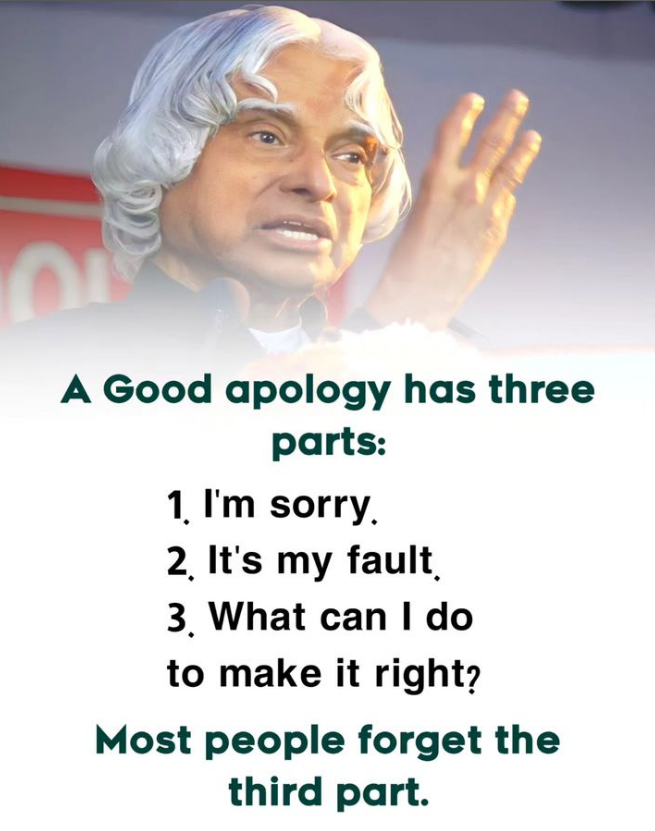 A Good apology has three
parts:
1. I'm sorry.
2. It's my fault.
3. What can I do
to make it right?
Most people forget the
third part.